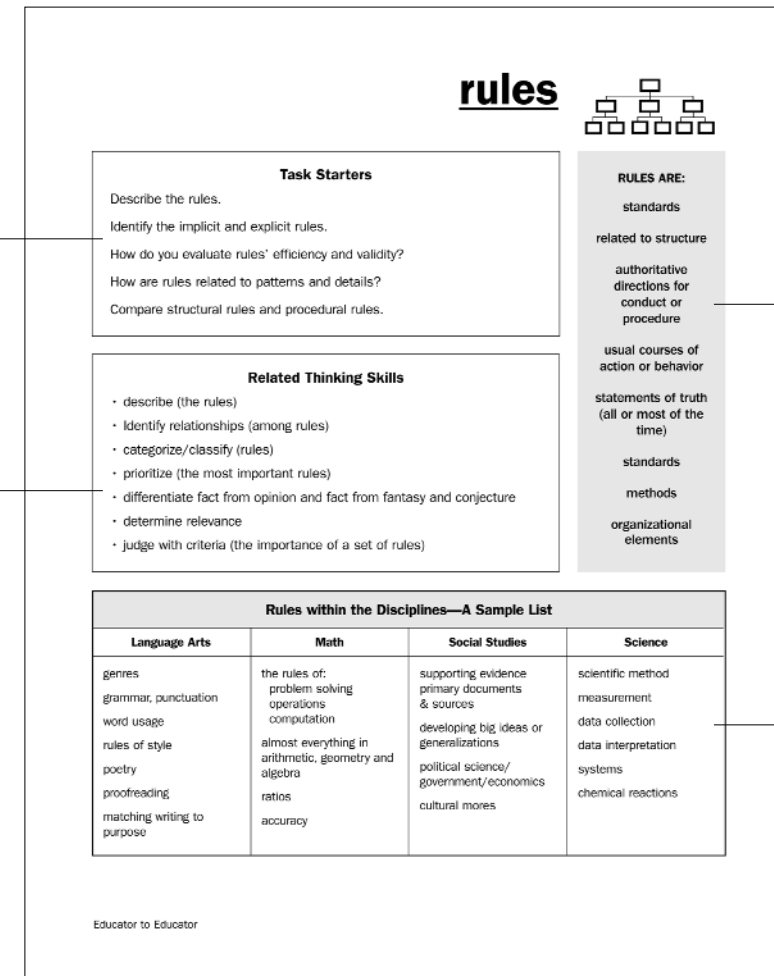 rules
Task Starters
Describe the rules.
Identify the implicit and explicit rules.
How do you evaluate rules' efficiency and validity?
How are rules related to patterns and details?
Compare structural rules and procedural rules.
RULES ARE:
standards
related to structure
authoritative
directions for
conduct or
procedure
usual courses of
action or behavior
statements of truth
(all or most of the
time)
standards
methods
organizational
elements
Related Thinking Skills
• describe (the rules)
• Identify relationships (among rules)
• categorize/classify (rules)
• prioritize (the most important rules)
• differentiate fact from opinion and fact from fantasy and conjecture
• determine relevance
• judge with criteria (the importance of a set of rules)
Rules within the Disciplines—A Sample List
Language Arts
genres
grammar, punctuation
word usage
rules of style
poetry
proofreading
matching writing to
purpose
Math
the rules of:
problem solving
operations
computation
almost everything in
arithmetic, geometry and
algebra
ratios
accuracy
Social Studies
supporting evidence
primary documents
& sources
developing big ideas or
generalizations
political science/
government/economics
cultural mores
Science
scientific method
measurement
data collection
data interpretation
systems
chemical reactions
Educator to Educator